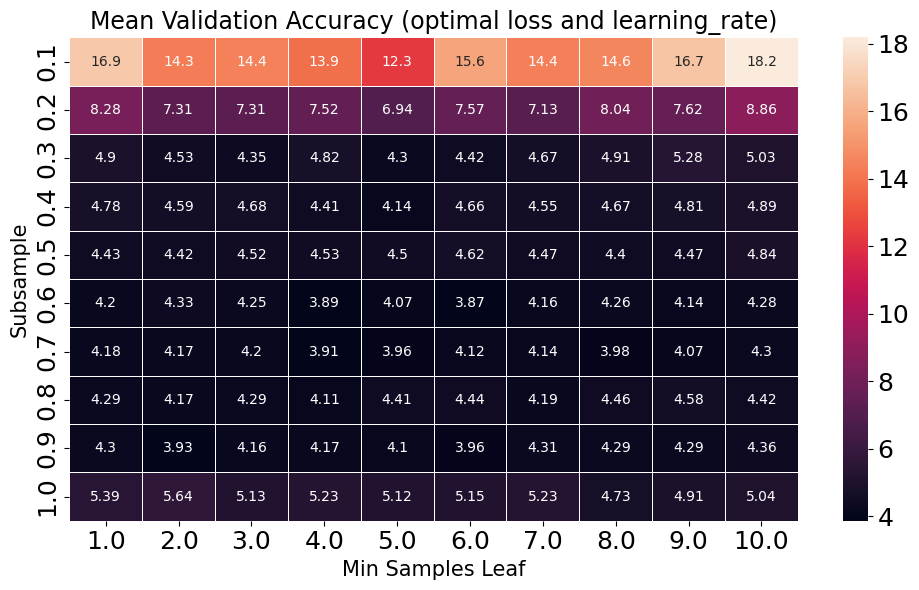 Mean Validation Accuracy (optimal loss and learning_rate)
0.1 16.9 14.3 14.4 13.9 12.3 15.6 14.4 14.6 16.7 18.2
0.2 8.28 7.31 7.31 7.52 6.94 7.57 7.13 8.04 7.62 8.86
0.3 4.9 4.53 4.35 4.82 4.3 4.42 4.67 4.91 5.28 5.03
0.4 4.78 4.59 4.68 4.41 4.14 4.66 4.55 4.67 4.81 4.89
0.5 4.43 4.42 4.52 4.53 4.5 4.62 4.47 4.4 4.47 4.84
0.6 4.2 4.33 4.25 3.89 4.07 3.87 4.16 4.26 4.14 4.28
0.7 4.18 4.17 4.2 3.91 3.96 4.12 4.14 3.98 4.07 4.3
0.8 4.29 4.17 4.29 4.11 4.41 4.44 4.19 4.46 4.58 4.42
0.9 4.3 3.93 4.16 4.17 4.1 3.96 4.31 4.29 4.29 4.36
1.0 5.39 5.64 5.13 5.23 5.12 5.15 5.23 4.73 4.91 5.04
1.0 2.0 3.0 4.0 5.0 6.0 7.0 8.0 9.0 10.0
Min Samples Leaf
Subsample
18
16
14
12
10
8
6
4